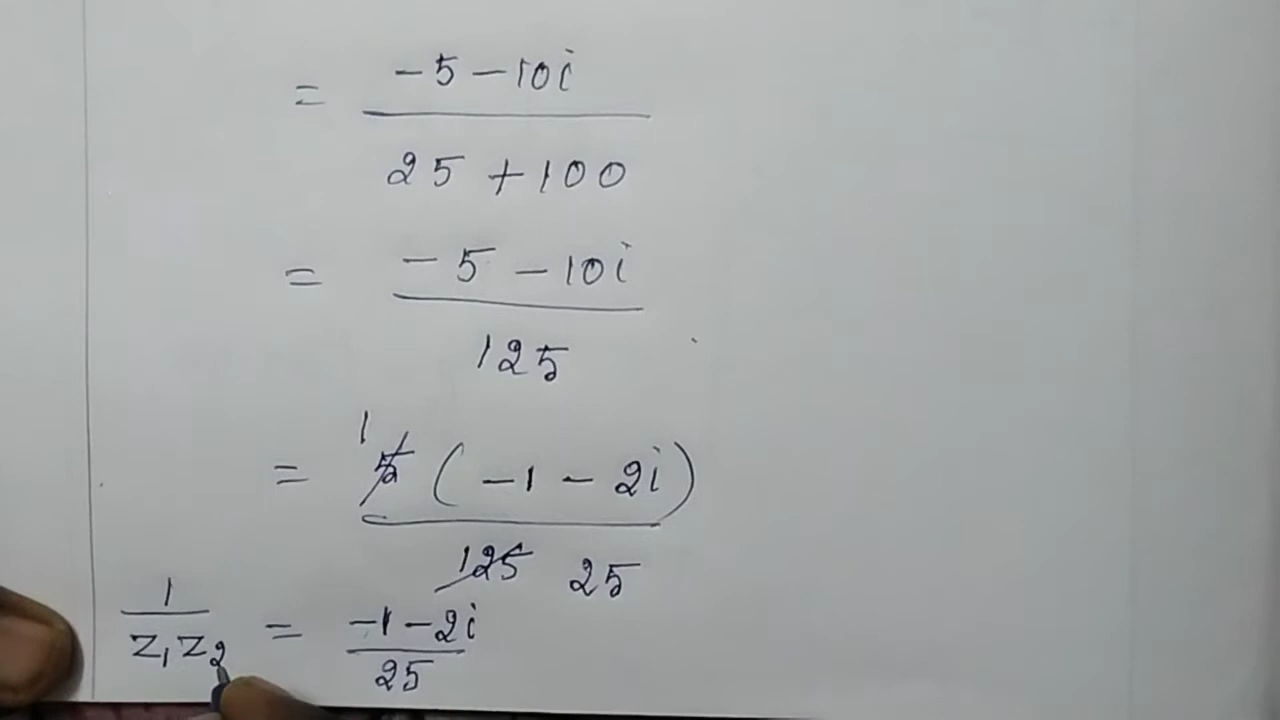 = -5-10i / 25+100
= -5-10i / 125
= 1 5(-1-2i) / 125 25
1 / z₁z₂ = -1-2i / 25